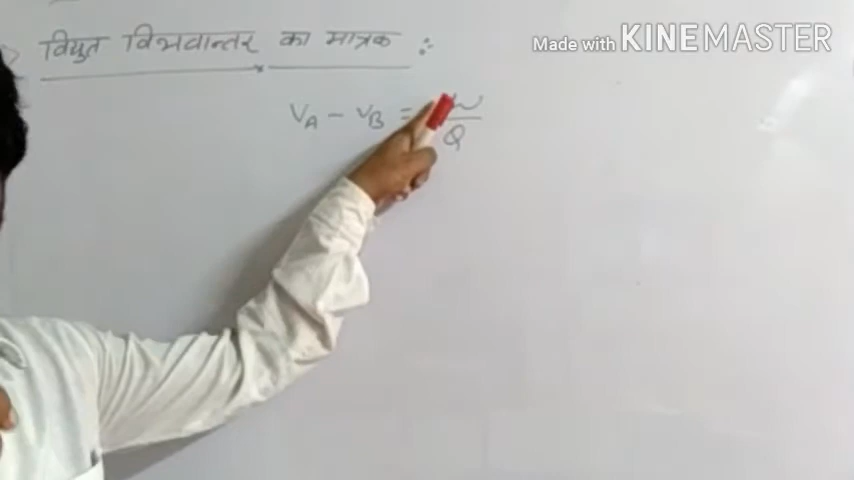 Made with KINEMASTER
वियुत विभवान्तर का मात्रक :-
V_A - V_B = W/Q